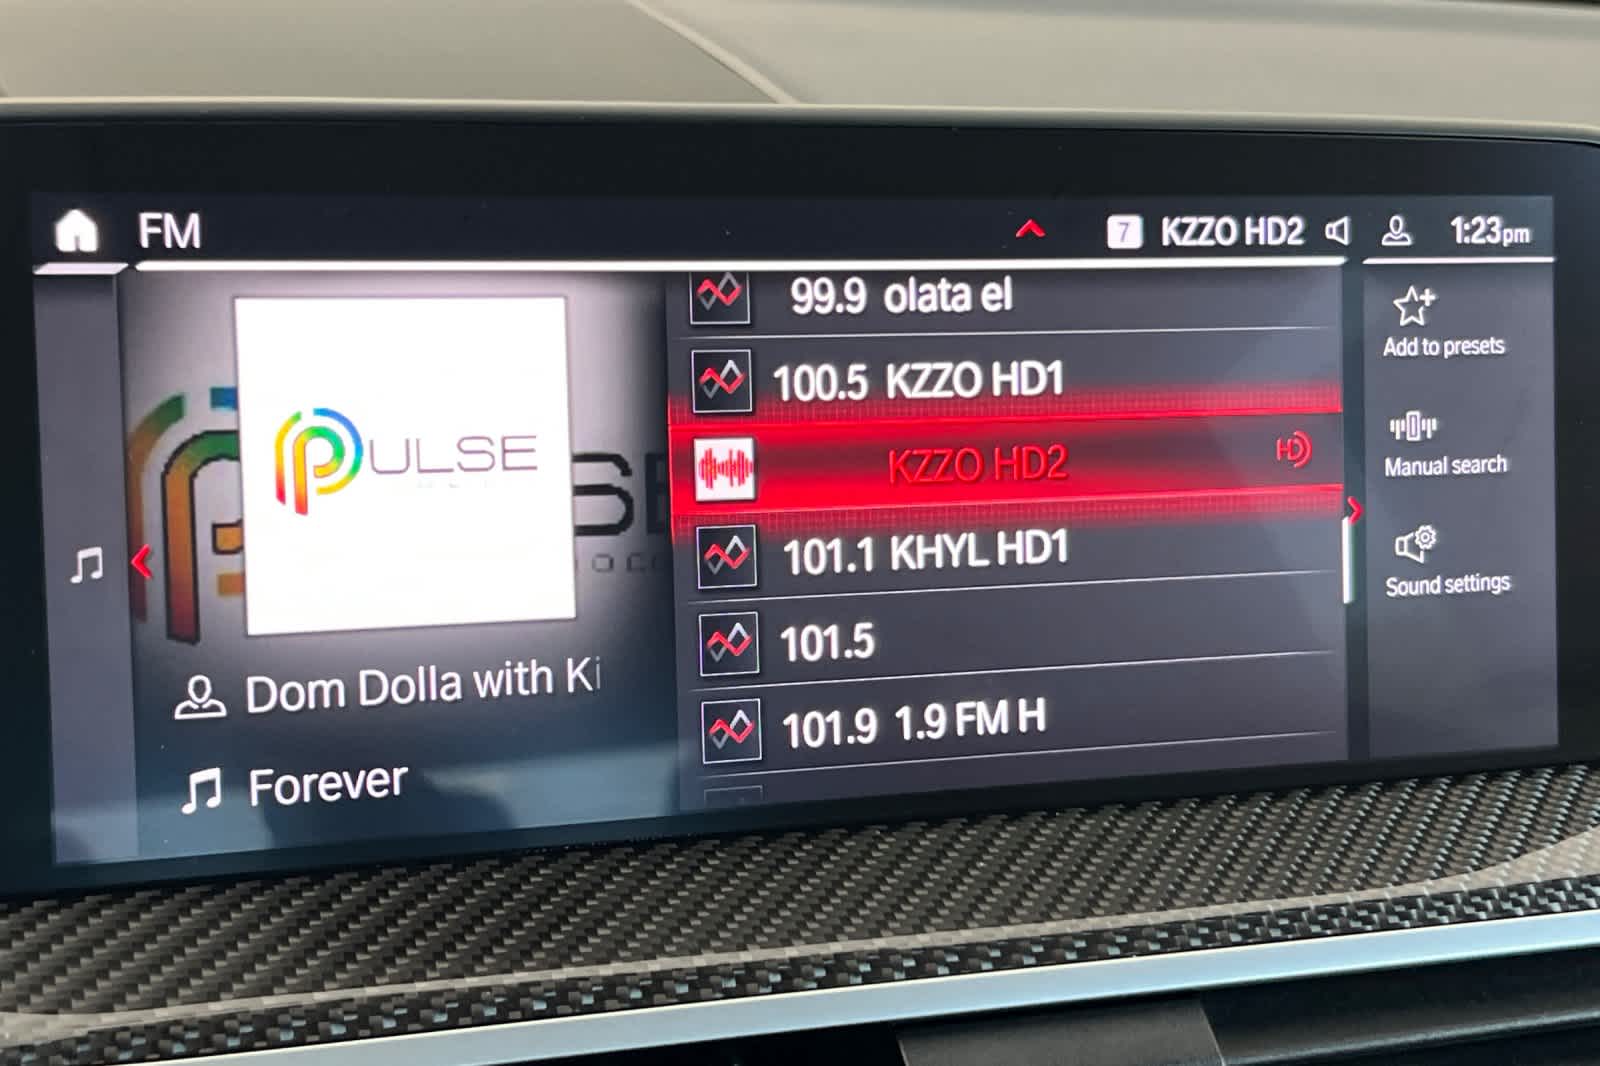 FM
7 KZZO HD2
1:23pm
PULSE
99.9 olata el
100.5 KZZO HD1
KZZO HD2 HD
101.1 KHYL HD1
101.5
101.9 1.9 FM H
Dom Dolla with Ki
Forever
Add to presets
Manual search
Sound settings